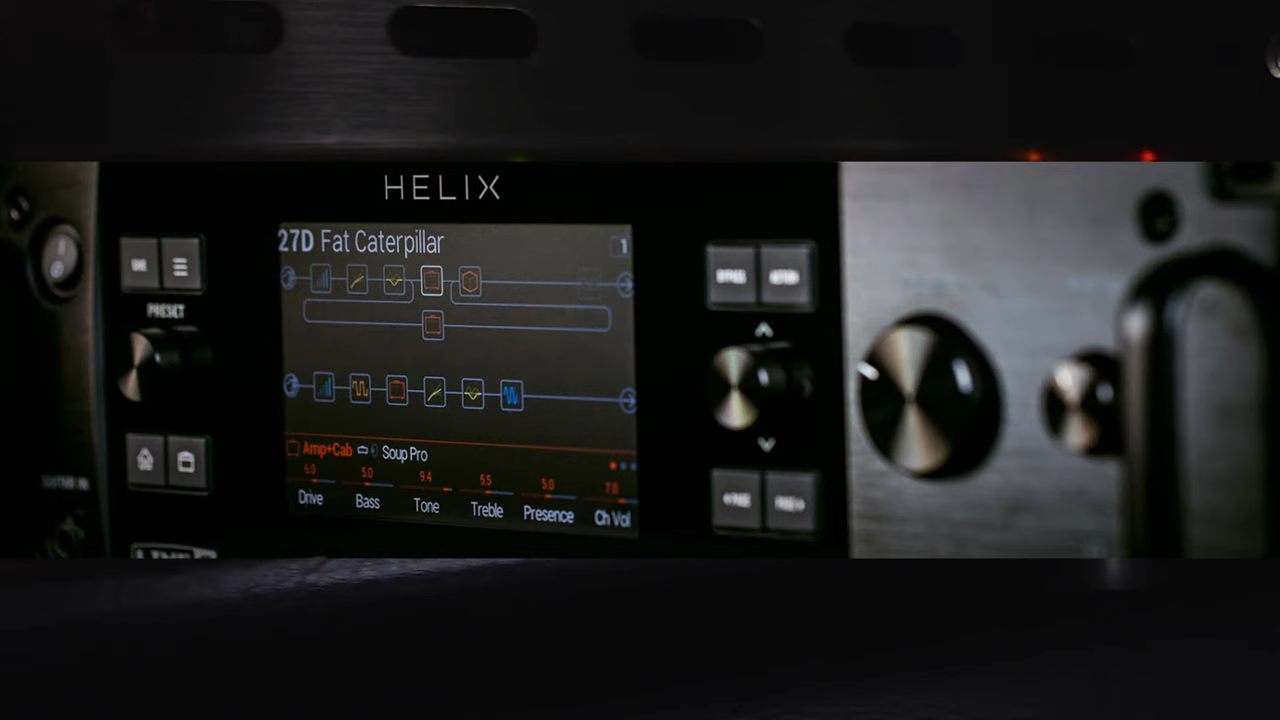 HELIX
27D Fat Caterpillar
1
PRESET
Amp+Cab Soup Pro
6.0 5.0 9.4 5.5 5.0 7.0
Drive Bass Tone Treble Presence Ch Vol